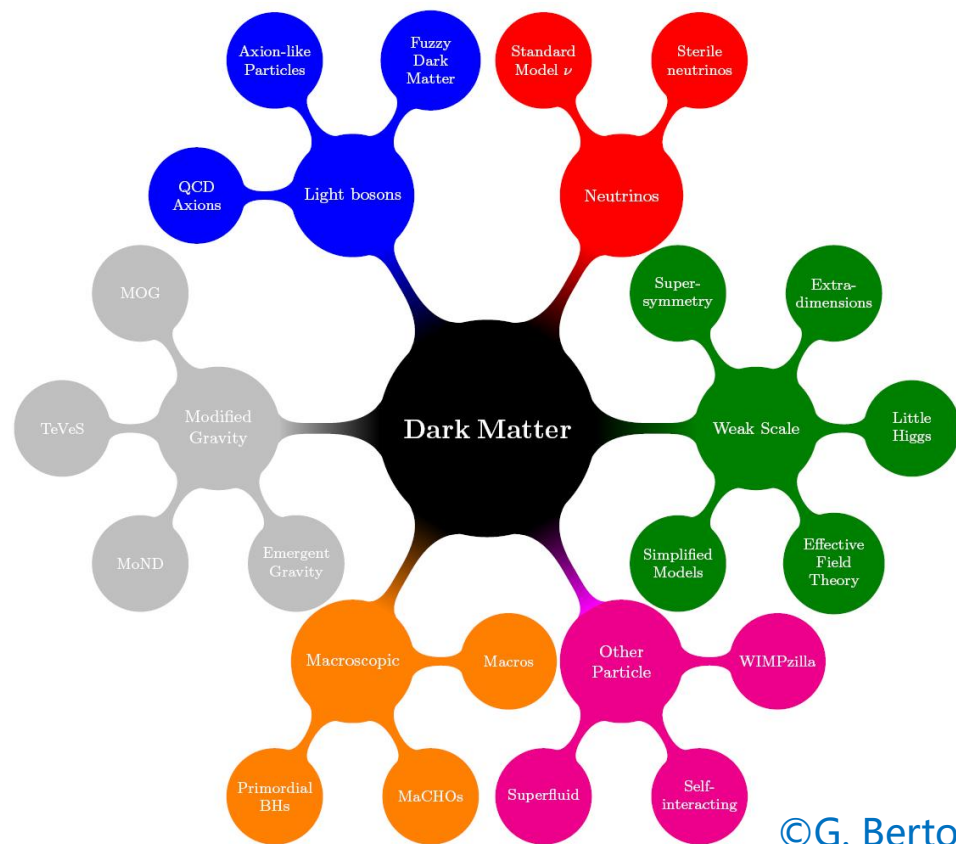 Axion-like
Particles
Fuzzy
Dark
Matter
Standard
Model ν
Sterile
neutrinos
QCD
Axions
Light bosons
Neutrinos
MOG
Super-
symmetry
Extra-
dimensions
TeVeS
Modified
Gravity
Dark Matter
Weak Scale
Little
Higgs
MoND
Emergent
Gravity
Simplified
Models
Effective
Field
Theory
Macroscopic
Macros
Other
Particle
WIMPzilla
Primordial
BHs
MaCHOs
Superfluid
Self-
interacting
©G. Berto